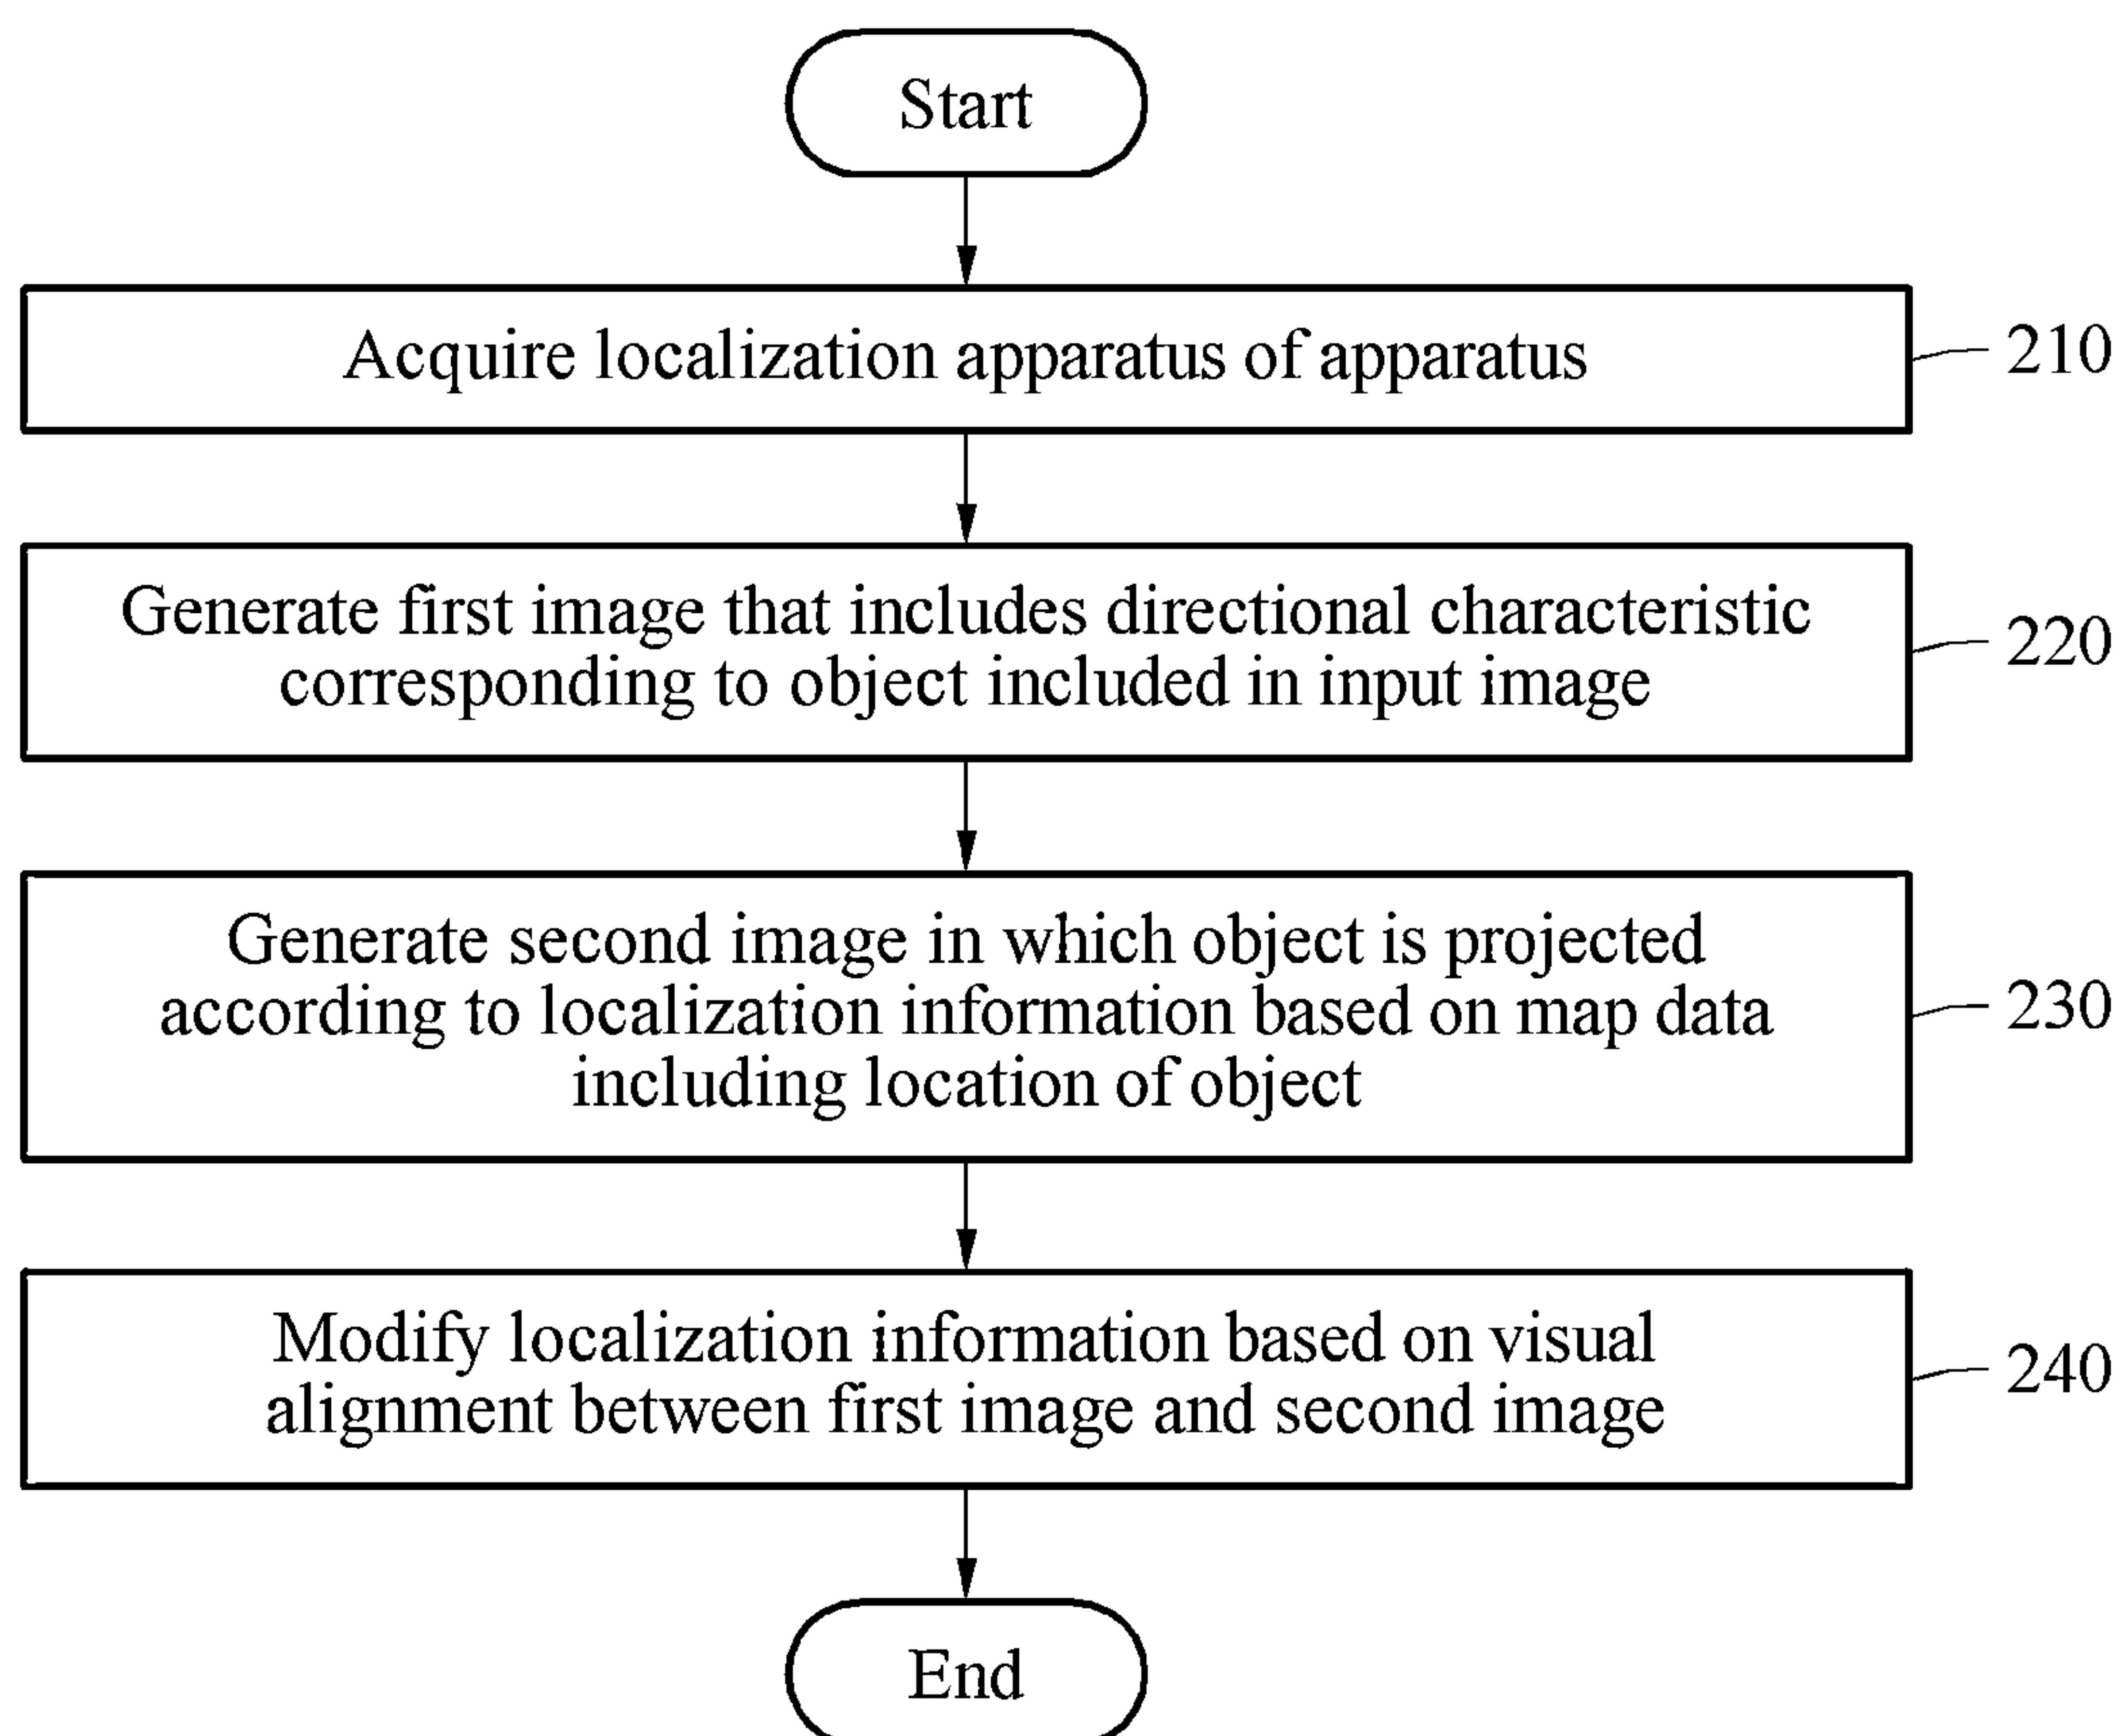 Start
Acquire localization apparatus of apparatus
210
Generate first image that includes directional characteristic
corresponding to object included in input image
220
Generate second image in which object is projected
according to localization information based on map data
including location of object
230
Modify localization information based on visual
alignment between first image and second image
240
End